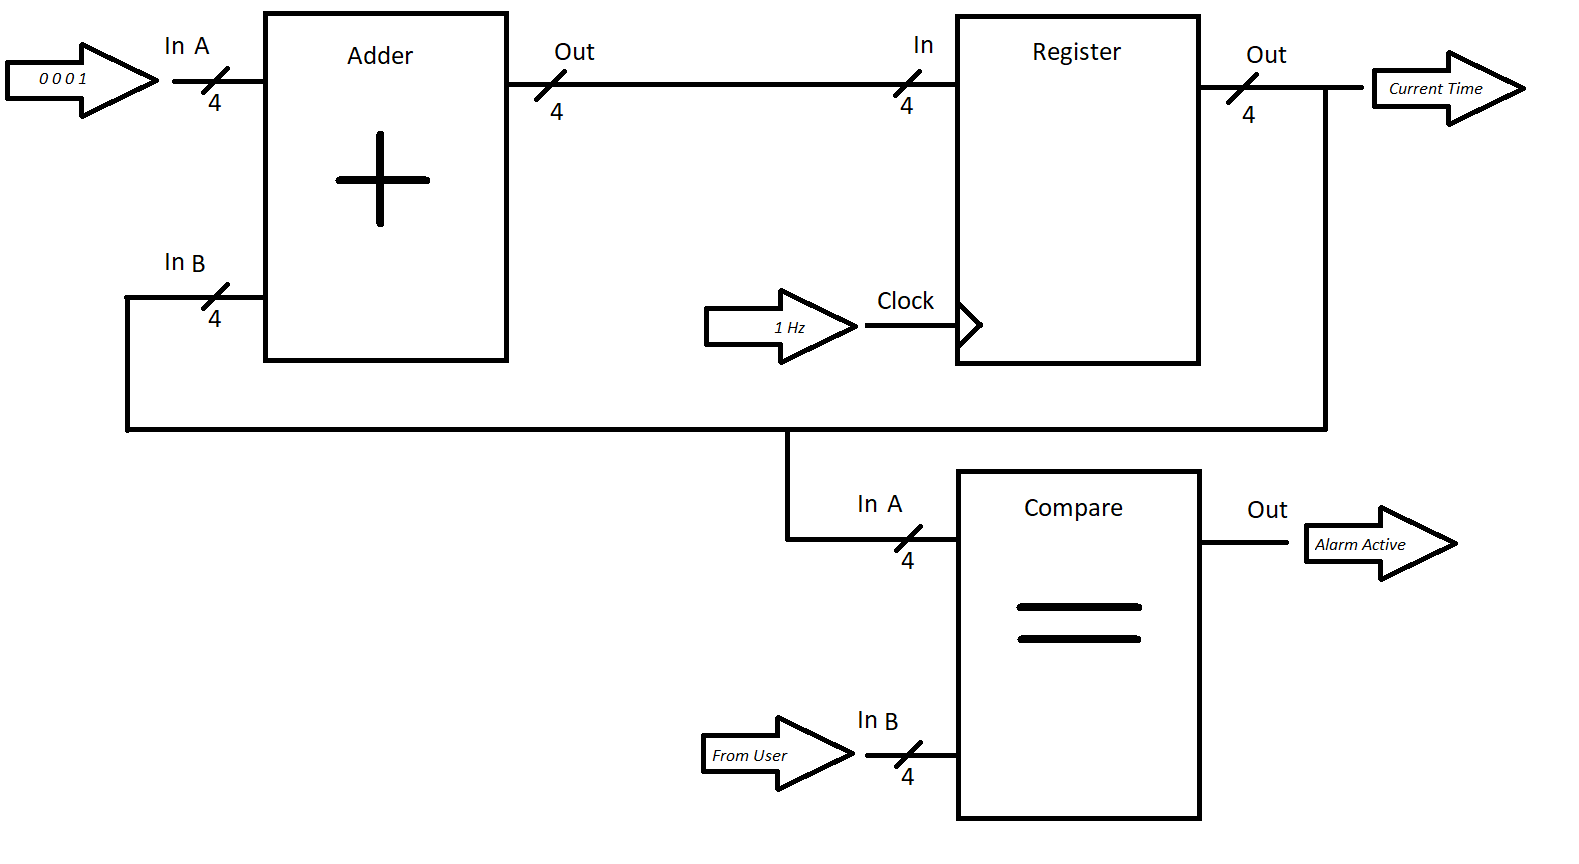 In A
Adder
Out
In
Register
Out
0 0 0 1
4
4
4
4
Current Time
+
In B
4
Clock
1 Hz
In A
Compare
Out
4
Alarm Active
=
In B
From User
4